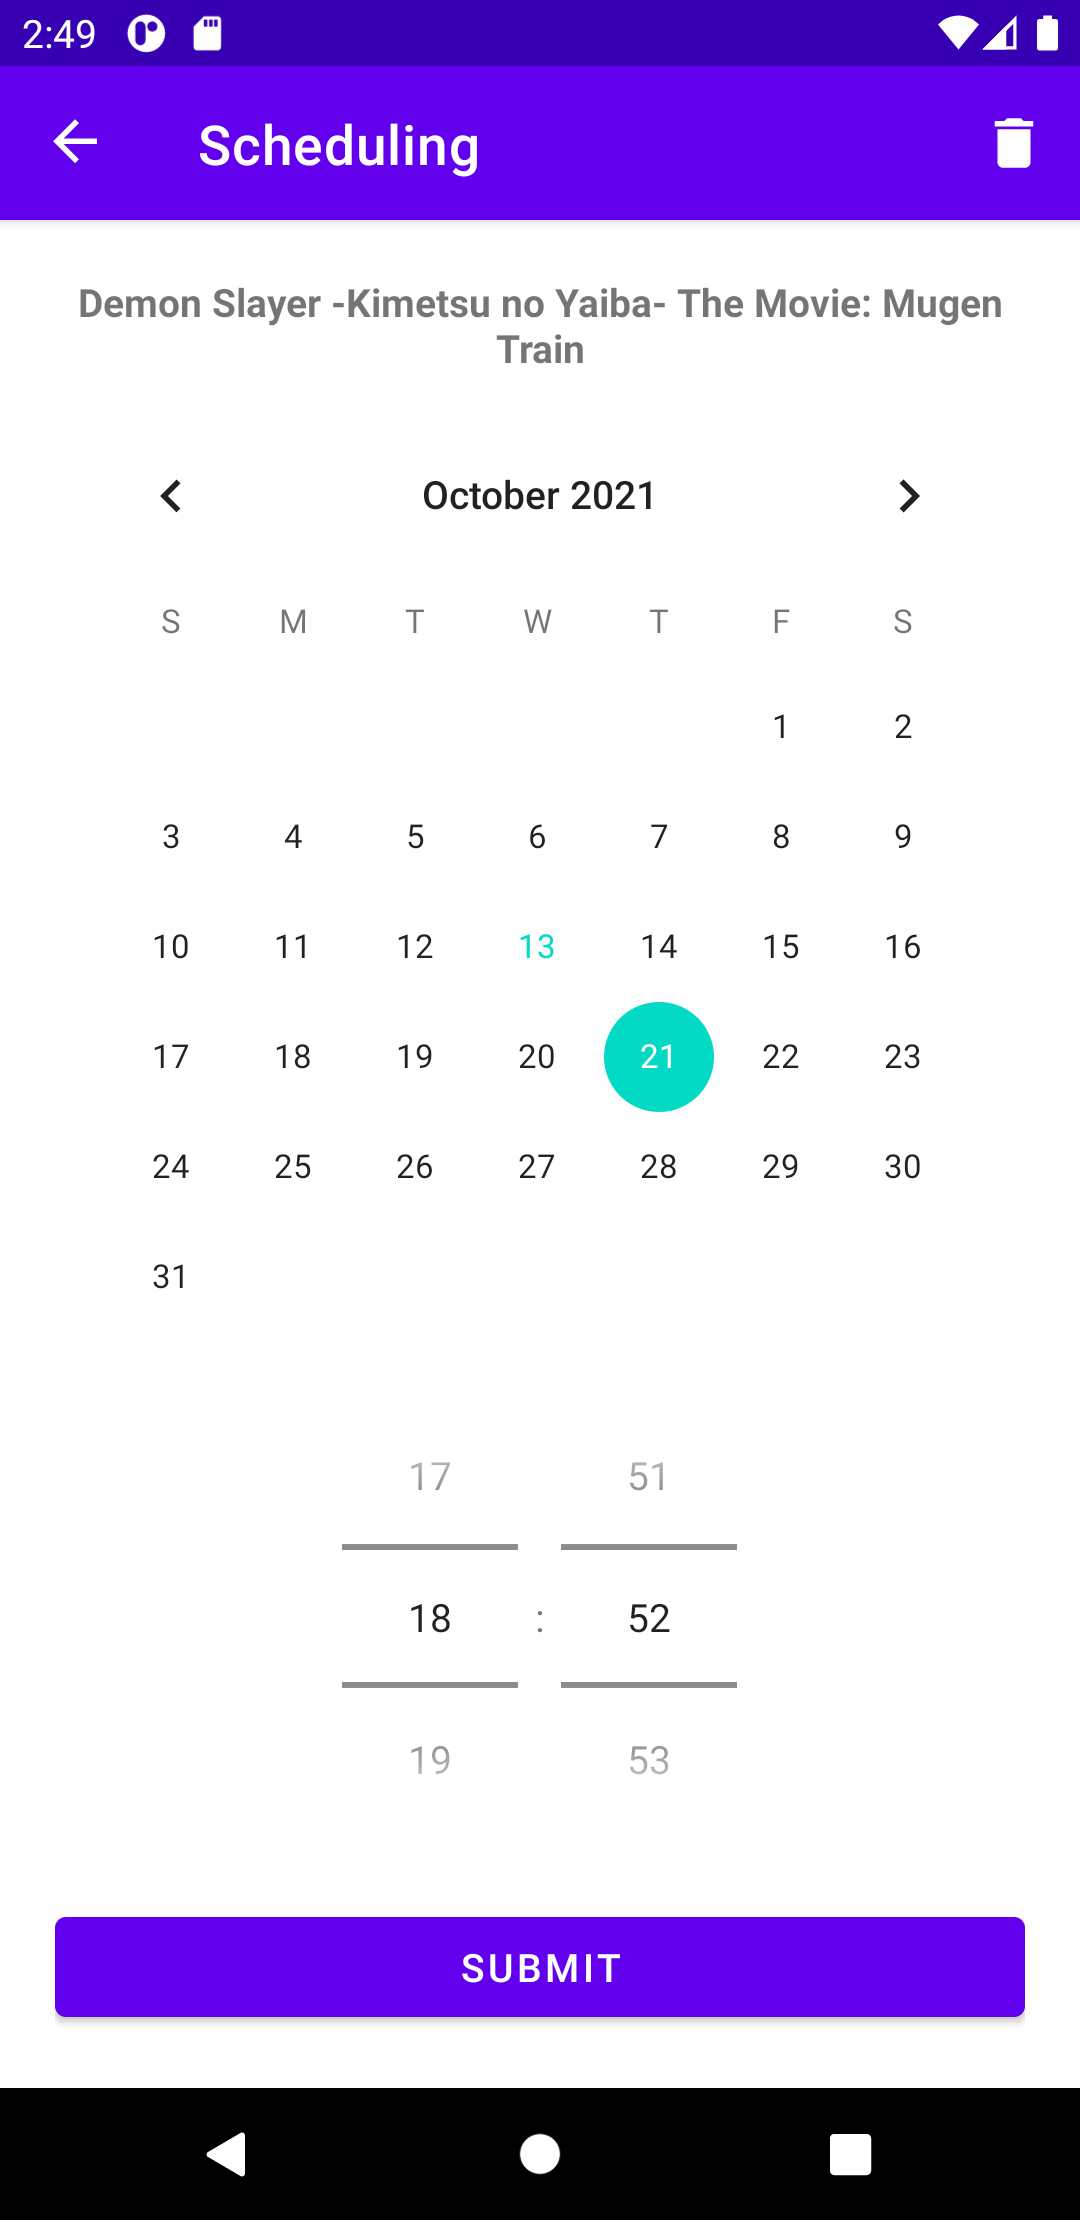 2:49
Scheduling
Demon Slayer -Kimetsu no Yaiba- The Movie: Mugen
Train
October 2021
S M T W T F S
1 2
3 4 5 6 7 8 9
10 11 12 13 14 15 16
17 18 19 20 21 22 23
24 25 26 27 28 29 30
31
17 51
18 : 52
19 53
SUBMIT